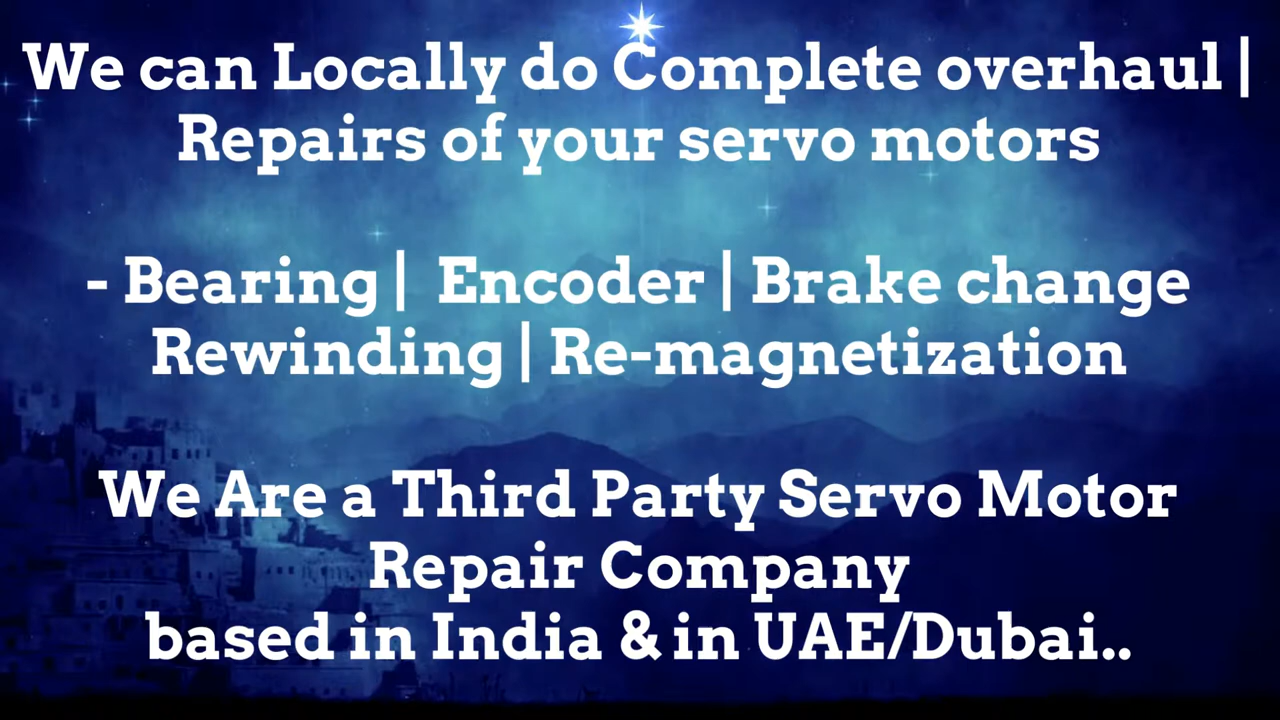 We can Locally do Complete overhaul |
Repairs of your servo motors
- Bearing | Encoder | Brake change
Rewinding | Re-magnetization
We Are a Third Party Servo Motor
Repair Company
based in India & in UAE/Dubai..